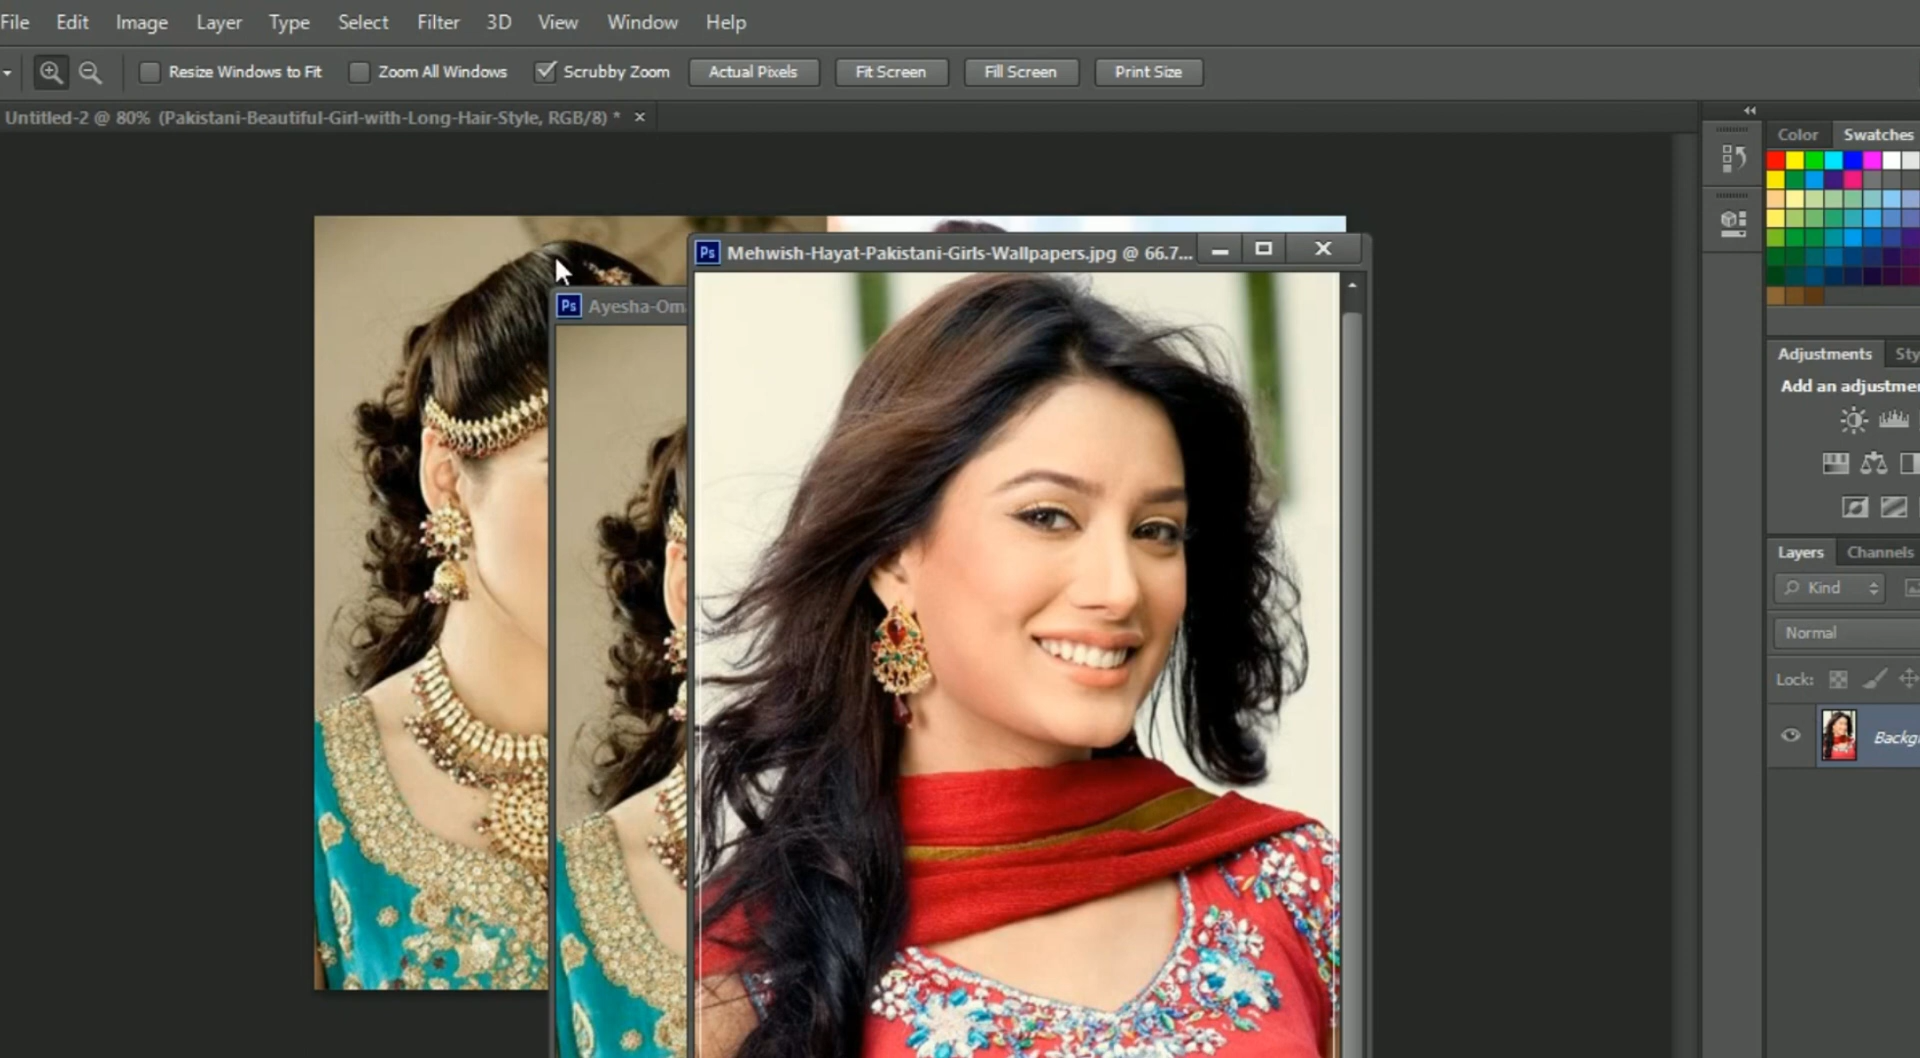 File Edit Image Layer Type Select Filter 3D View Window Help
Resize Windows to Fit Zoom All Windows Scrubby Zoom Actual Pixels Fit Screen Fill Screen Print Size
Untitled-2 @ 80% (Pakistani-Beautiful-Girl-with-Long-Hair-Style, RGB/8) * ×
Color Swatches
Ps Mehwish-Hayat-Pakistani-Girls-Wallpapers.jpg @ 66.7...
Ps Ayesha-Om
Adjustments Sty
Add an adjustme
Layers Channels
Kind
Normal
Lock:
Backg